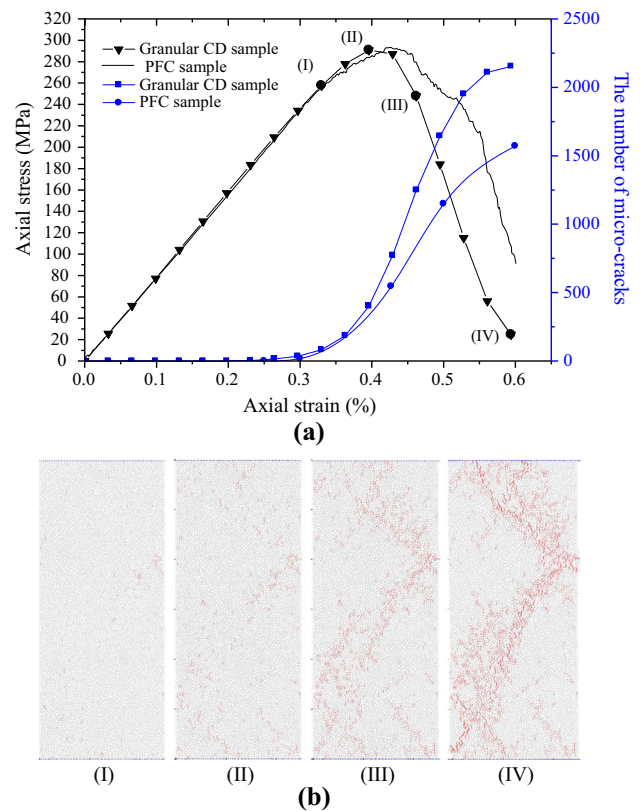 320
300
280
260
240
220
200
180
160
140
120
100
80
60
40
20
0
Axial stress (MPa)
Granular CD sample
PFC sample
Granular CD sample
PFC sample
(I)
(II)
(III)
(IV)
2500
2000
1500
1000
500
0
The number of micro-cracks
0.0 0.1 0.2 0.3 0.4 0.5 0.6
Axial strain (%)
(a)
(I) (II) (III) (IV)
(b)